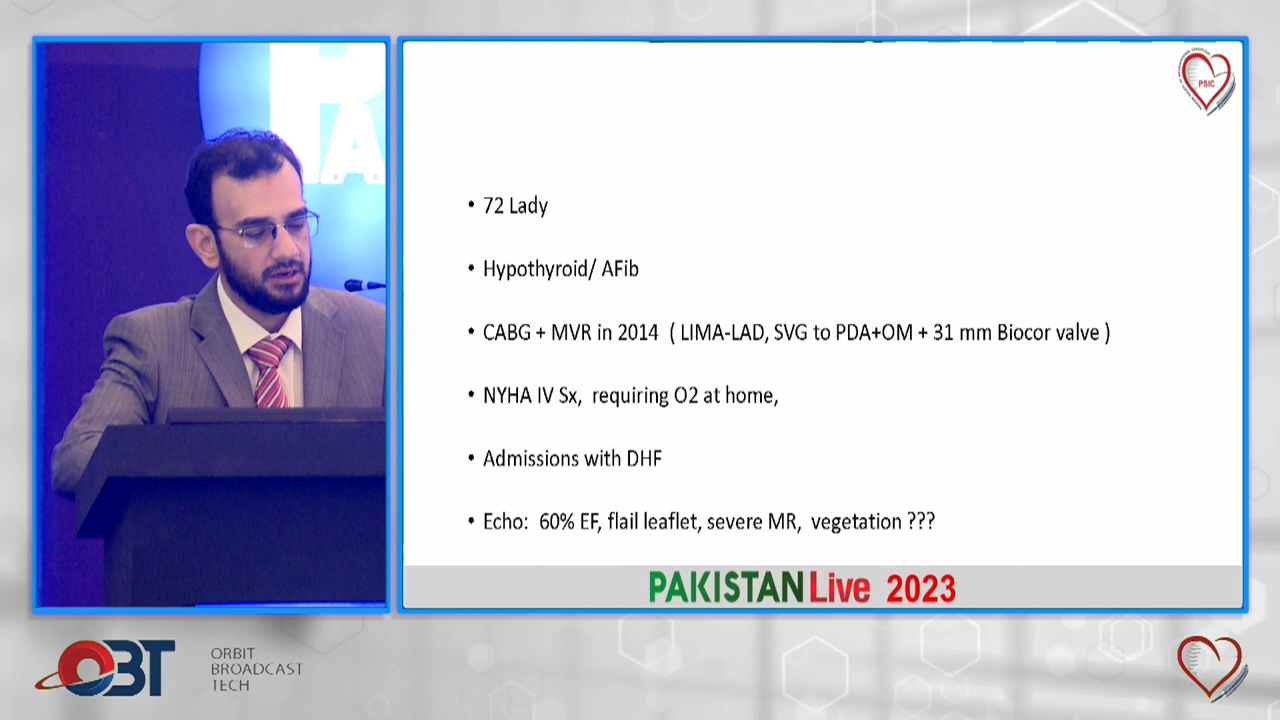 PSIC
• 72 Lady
• Hypothyroid/ AFib
• CABG + MVR in 2014 ( LIMA-LAD, SVG to PDA+OM + 31 mm Biocor valve )
• NYHA IV Sx, requiring O2 at home,
• Admissions with DHF
• Echo: 60% EF, flail leaflet, severe MR, vegetation ???
PAKISTAN Live 2023
OBT
ORBIT
BROADCAST
TECH